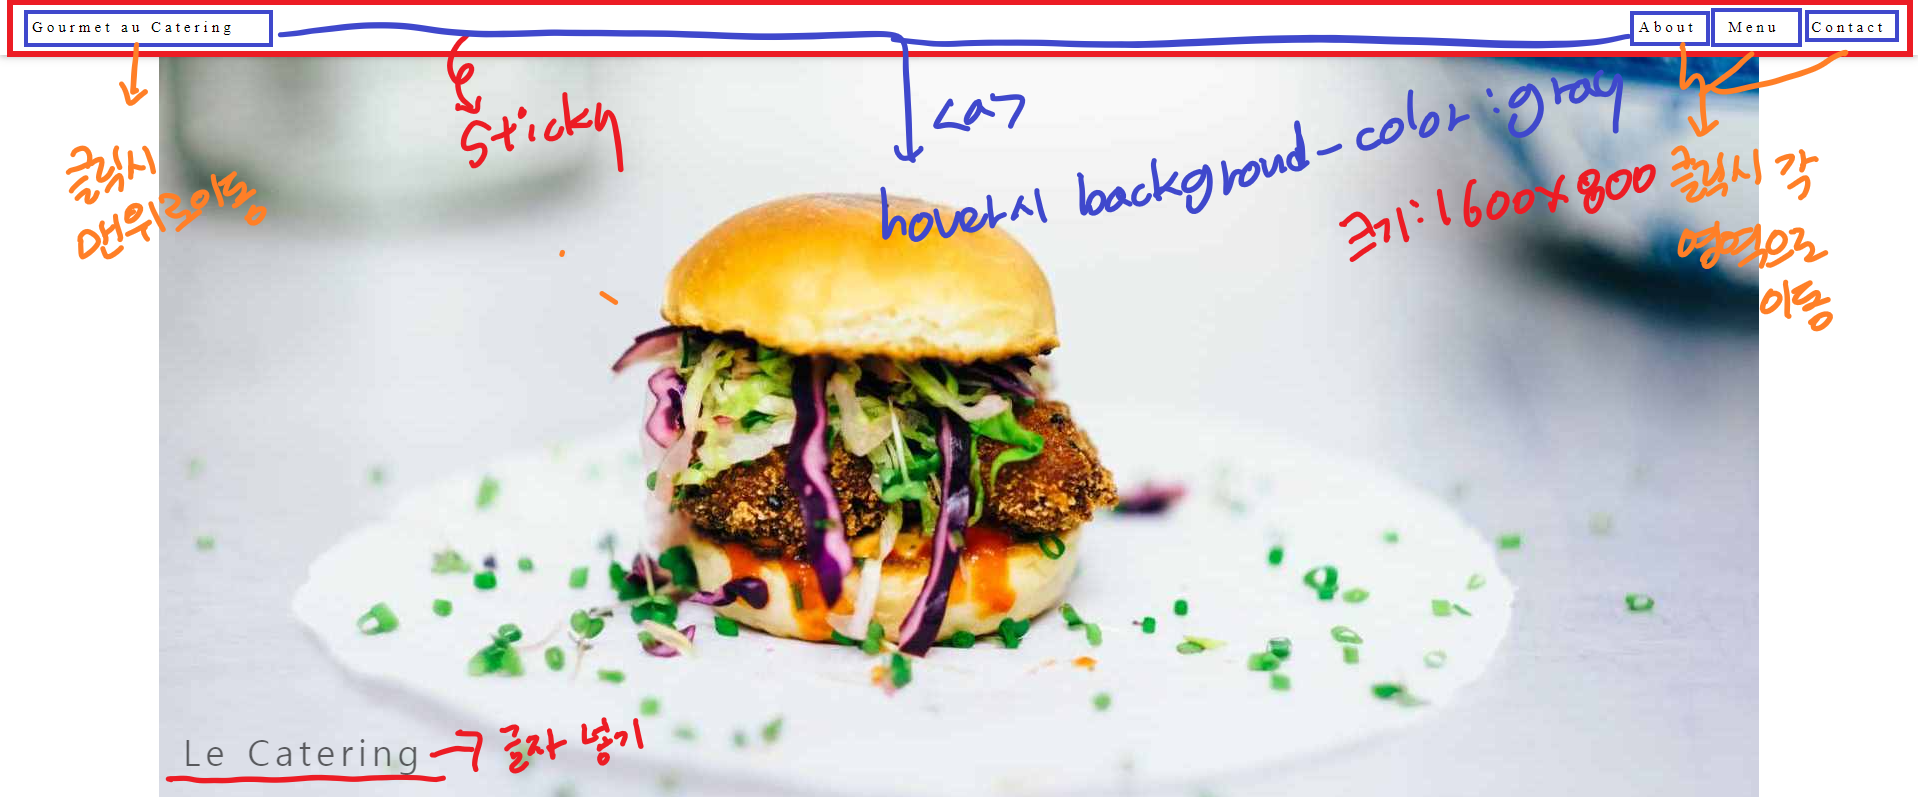 Gourmet au Catering
About
Menu
Contact
Sticky
<a>
hover시 background-color:gray
크기:1600x800
클릭시
맨위로이동
클릭시 각
영역으로
이동
Le Catering
글자 넣기